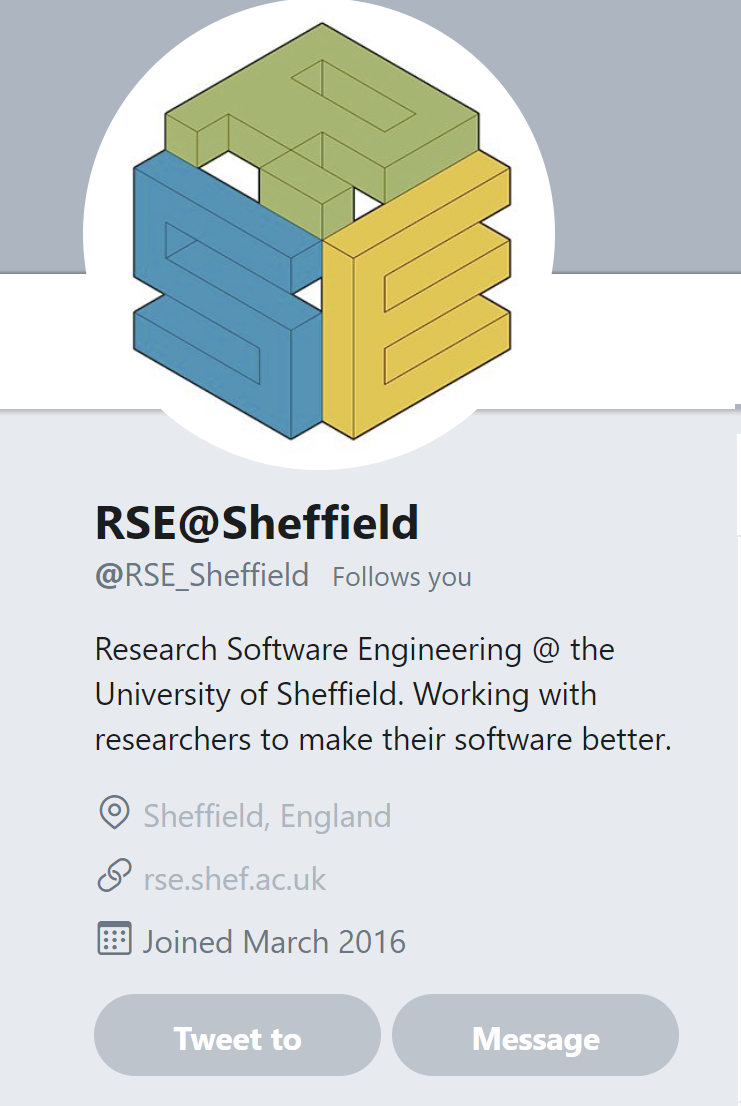 RSE
RSE@Sheffield
@RSE_Sheffield Follows you
Research Software Engineering @ the
University of Sheffield. Working with
researchers to make their software better.
Sheffield, England
rse.shef.ac.uk
Joined March 2016
Tweet to Message